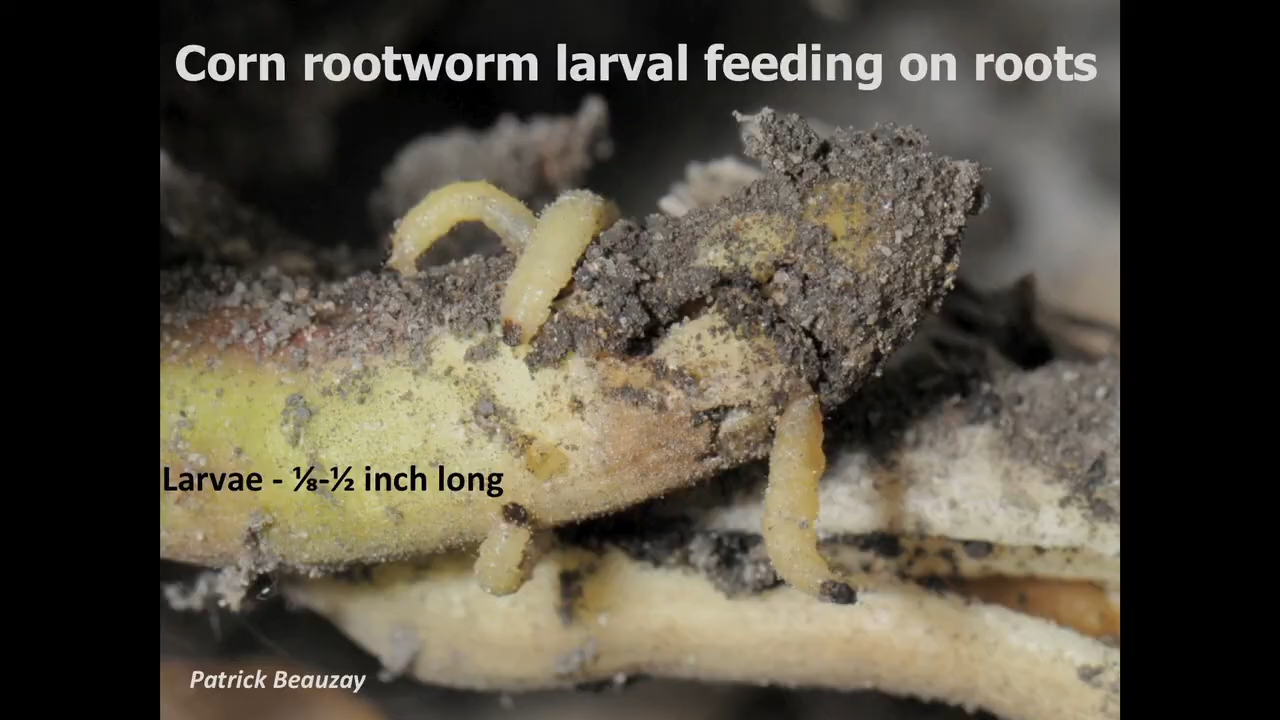 Corn rootworm larval feeding on roots
Larvae - ⅛-½ inch long
Patrick Beauzay